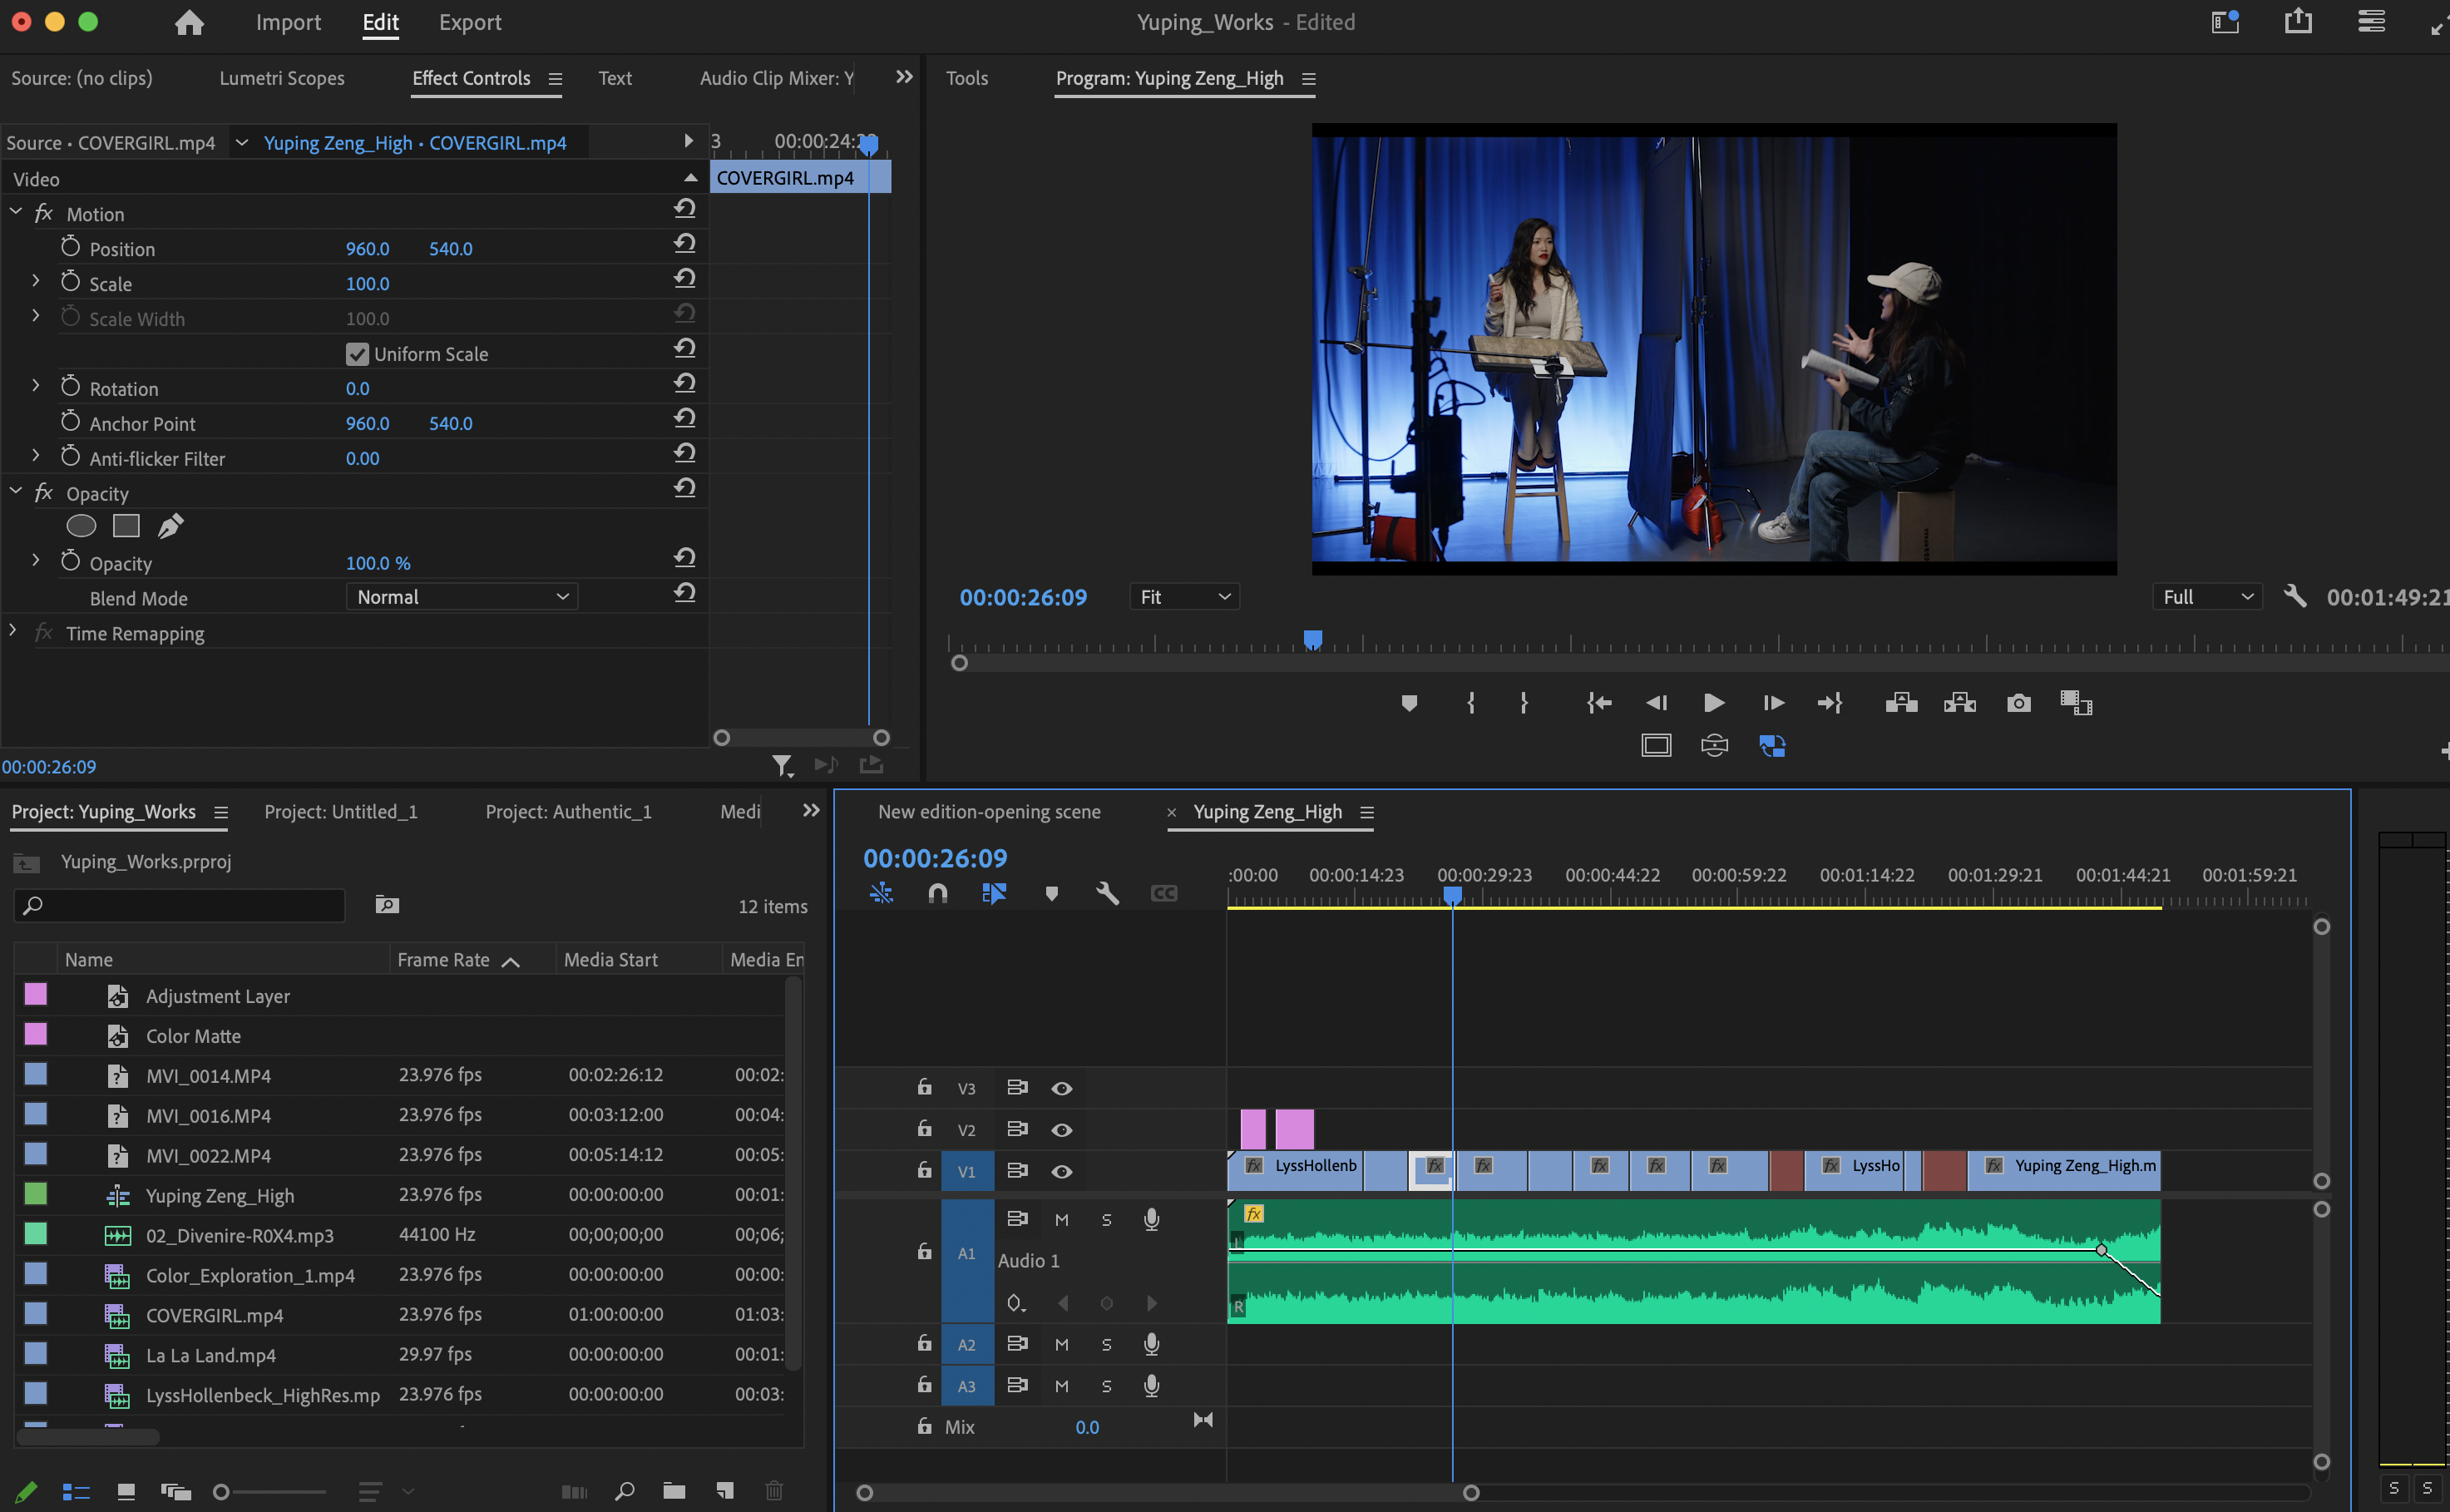 Import Edit Export Yuping_Works - Edited
Source: (no clips) Lumetri Scopes Effect Controls Text Audio Clip Mixer: Y
Tools Program: Yuping Zeng_High
Source • COVERGIRL.mp4 Yuping Zeng_High • COVERGIRL.mp4
3 00:00:24:
COVERGIRL.mp4
Video
fx Motion
Position 960.0 540.0
Scale 100.0
Scale Width 100.0
Uniform Scale
Rotation 0.0
Anchor Point 960.0 540.0
Anti-flicker Filter 0.00
fx Opacity
Opacity 100.0 %
Blend Mode Normal
fx Time Remapping
00:00:26:09
00:00:26:09 Fit Full 00:01:49:21
Project: Yuping_Works Project: Untitled_1 Project: Authentic_1 Medi
Yuping_Works.prproj
12 items
Name Frame Rate Media Start Media En
Adjustment Layer
Color Matte
MVI_0014.MP4 23.976 fps 00:02:26:12 00:02:
MVI_0016.MP4 23.976 fps 00:03:12:00 00:04:
MVI_0022.MP4 23.976 fps 00:05:14:12 00:05:
Yuping Zeng_High 23.976 fps 00:00:00:00 00:01:
02_Divenire-R0X4.mp3 44100 Hz 00;00;00;00 00;06;
Color_Exploration_1.mp4 23.976 fps 00:00:00:00 00:00:
COVERGIRL.mp4 23.976 fps 01:00:00:00 01:03:
La La Land.mp4 29.97 fps 00:00:00:00 00:01:
LyssHollenbeck_HighRes.mp 23.976 fps 00:00:00:00 00:03:
New edition-opening scene × Yuping Zeng_High
00:00:26:09
:00:00 00:00:14:23 00:00:29:23 00:00:44:22 00:00:59:22 00:01:14:22 00:01:29:21 00:01:44:21 00:01:59:21
CC
V3
V2
V1 fx LyssHollenb fx fx fx fx fx fx LyssHo fx Yuping Zeng_High.m
fx
M S
L
A1 Audio 1
R
A2 M S
A3 M S
Mix 0.0
S S